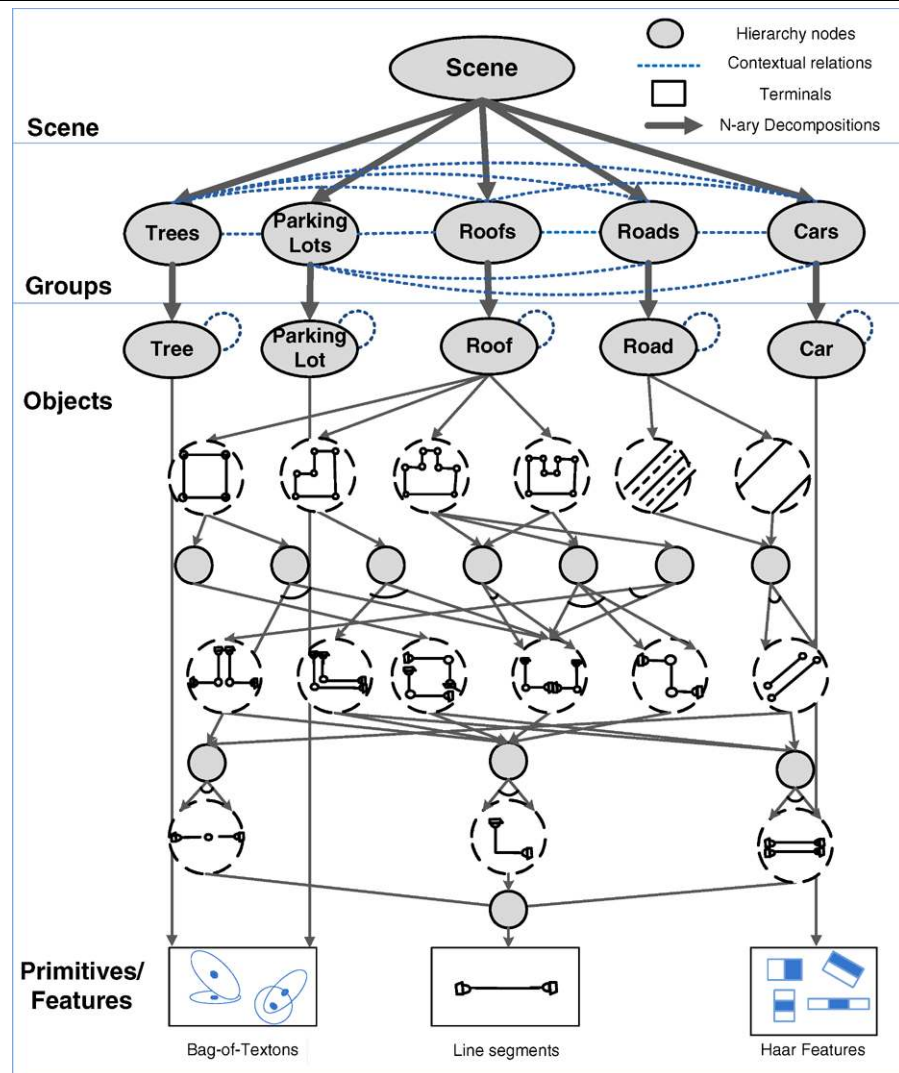 Scene
Hierarchy nodes
Contextual relations
Terminals
N-ary Decompositions
Scene
Trees
Parking
Lots
Roofs
Roads
Cars
Groups
Tree
Parking
Lot
Roof
Road
Car
Objects
Primitives/
Features
Bag-of-Textons
Line segments
Haar Features